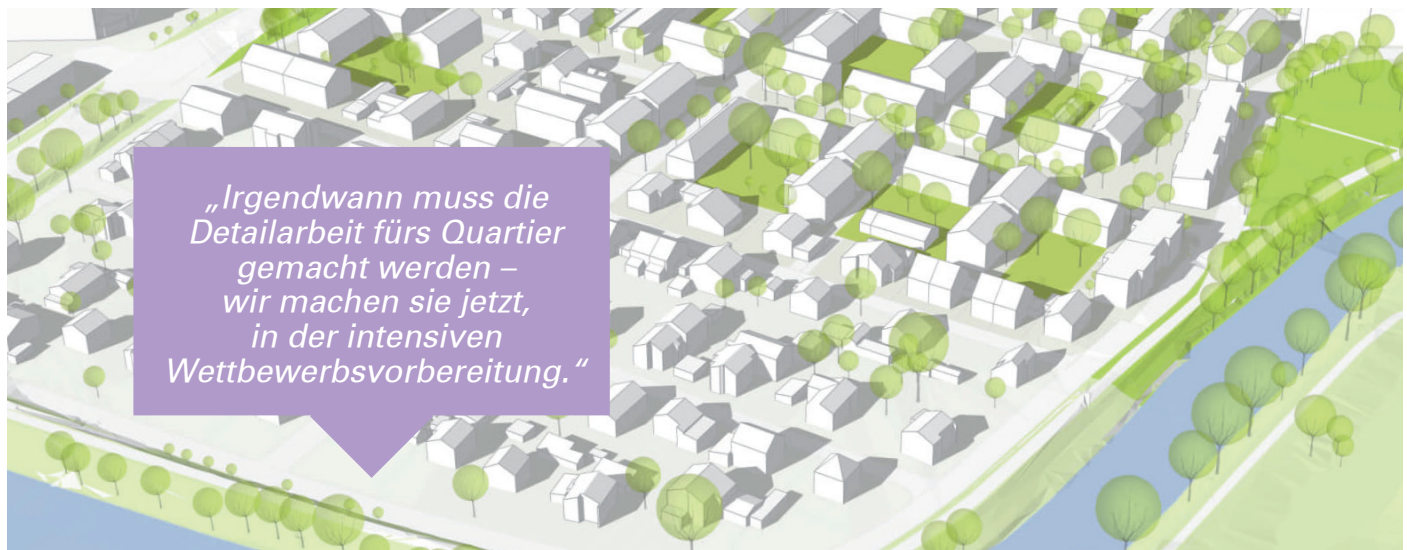 „Irgendwann muss die
Detailarbeit fürs Quartier
gemacht werden –
wir machen sie jetzt,
in der intensiven
Wettbewerbsvorbereitung.“